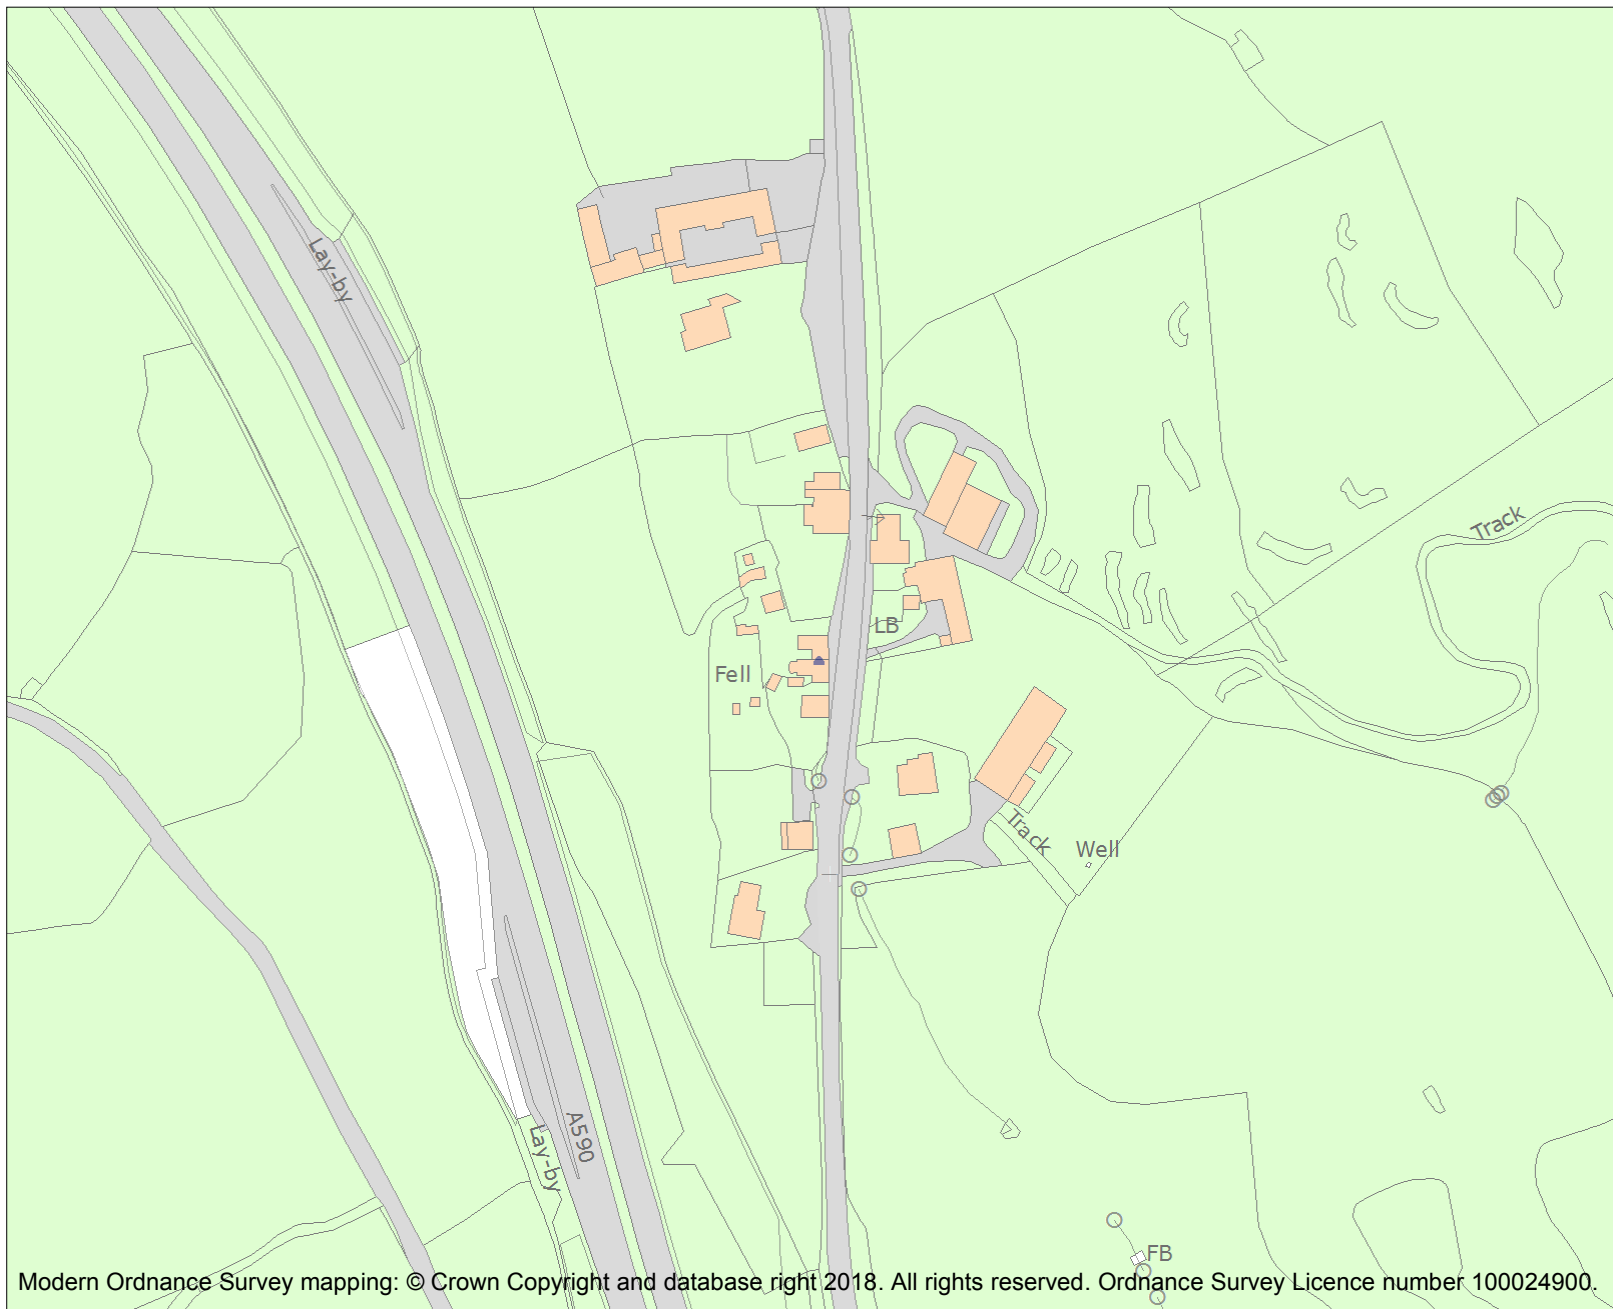 Lay-by
Track
LB
Fell
Track
Well
A590
Lay-by
FB
Modern Ordnance Survey mapping: © Crown Copyright and database right 2018. All rights reserved. Ordnance Survey Licence number 100024900.